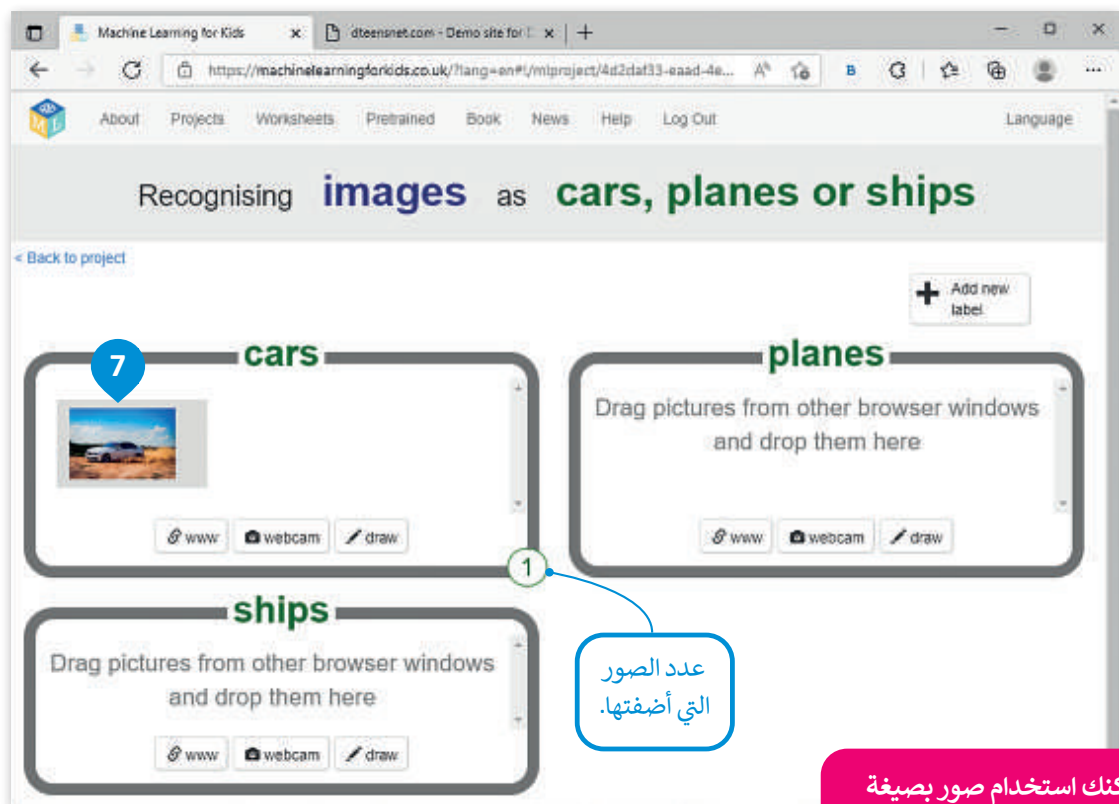 Machine Learning for Kids
dteensnet.com - Demo site for
https://machinelearningforkids.co.uk/?lang=en#!/mlproject/4d2daf33-eaad-4e...
About Projects Worksheets Pretrained Book News Help Log Out Language
Recognising images as cars, planes or ships
< Back to project
Add new
label
7
cars
www webcam draw
1
planes
Drag pictures from other browser windows
and drop them here
www webcam draw
ships
Drag pictures from other browser windows
and drop them here
www webcam draw
عدد الصور
التي أضفتها.
استخدام صور بصيغة